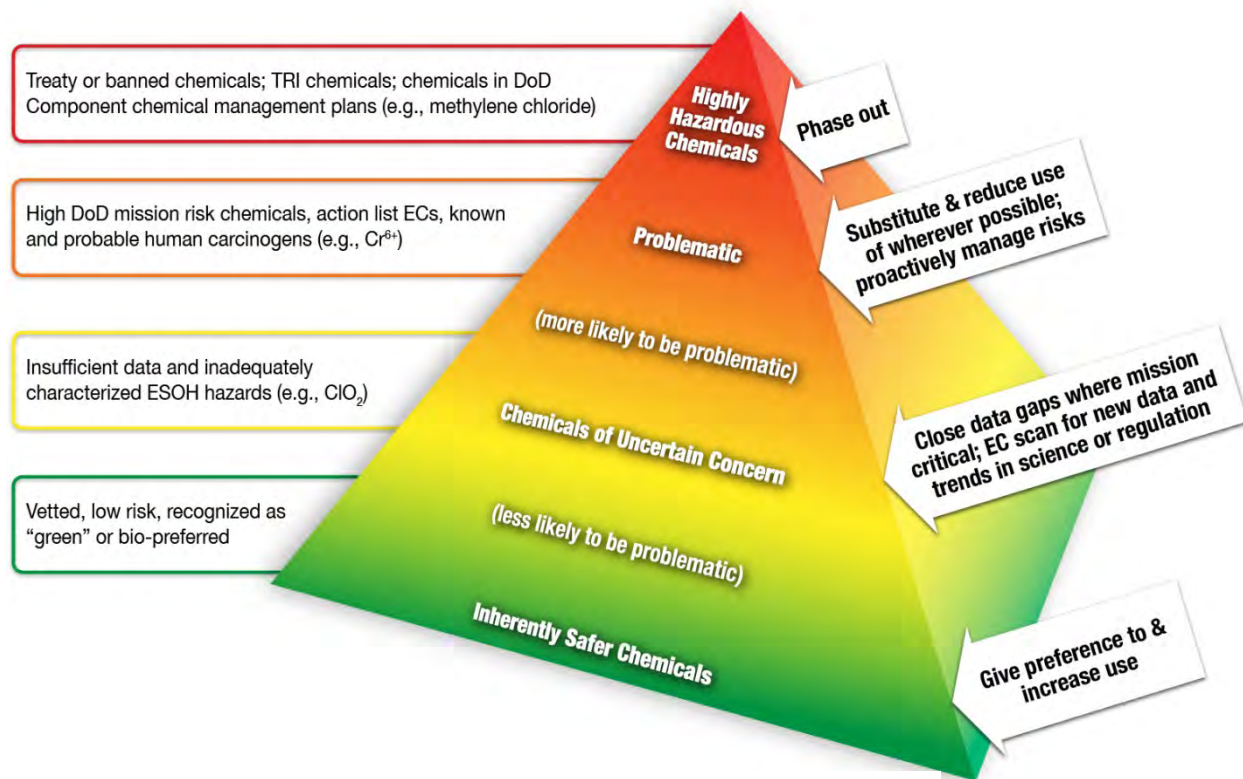 Treaty or banned chemicals; TRI chemicals; chemicals in DoD
Component chemical management plans (e.g., methylene chloride)
High DoD mission risk chemicals, action list ECs, known
and probable human carcinogens (e.g., Cr⁶⁺)
Insufficient data and inadequately
characterized ESOH hazards (e.g., ClO₂)
Vetted, low risk, recognized as
“green” or bio-preferred
Highly
Hazardous
Chemicals
Problematic
(more likely to be problematic)
Chemicals of Uncertain Concern
(less likely to be problematic)
Inherently Safer Chemicals
Phase out
Substitute & reduce use
of wherever possible;
proactively manage risks
Close data gaps where mission
critical; EC scan for new data and
trends in science or regulation
Give preference to &
increase use